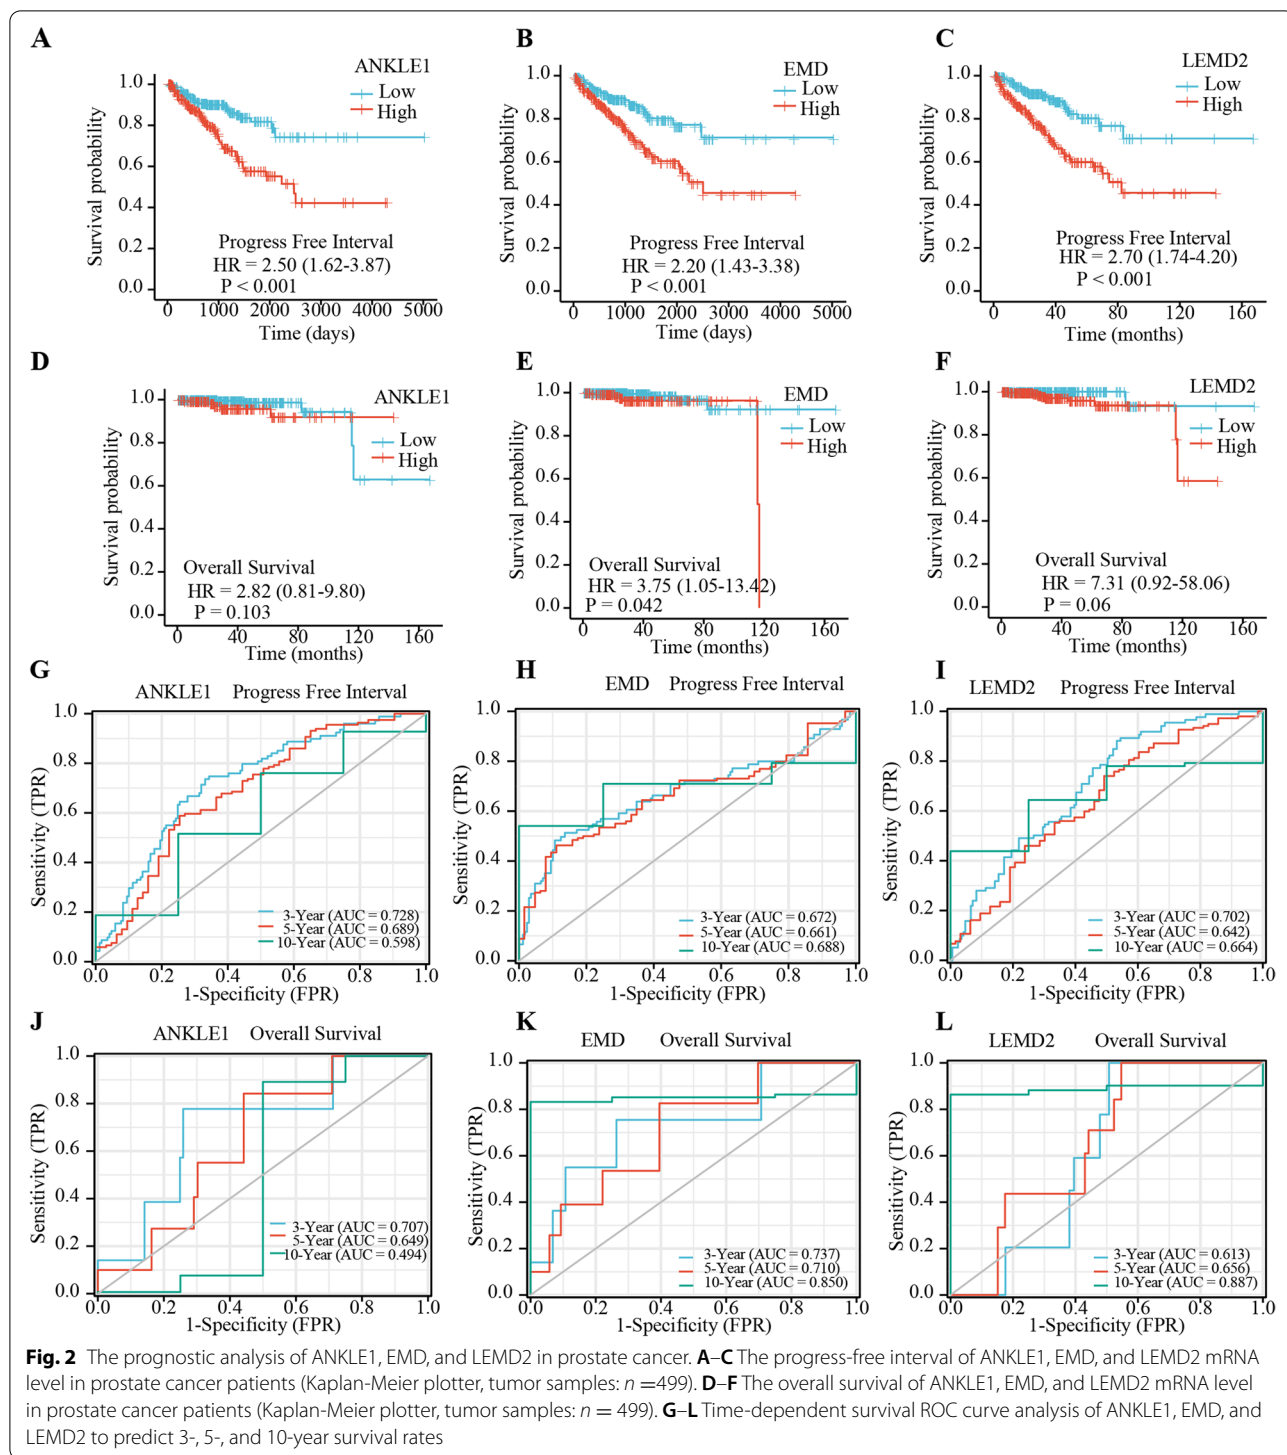 A
ANKLE1
Low
High
Survival probability
1.0
0.8
0.6
0.4
0.2
0.0
Progress Free Interval
HR = 2.50 (1.62-3.87)
P < 0.001
0 1000 2000 3000 4000 5000
Time (days)
B
EMD
Low
High
Survival probability
1.0
0.8
0.6
0.4
0.2
0.0
Progress Free Interval
HR = 2.20 (1.43-3.38)
P < 0.001
0 1000 2000 3000 4000 5000
Time (days)
C
LEMD2
Low
High
Survival probability
1.0
0.8
0.6
0.4
0.2
0.0
Progress Free Interval
HR = 2.70 (1.74-4.20)
P < 0.001
0 40 80 120 160
Time (months)
D
ANKLE1
Low
High
Survival probability
1.0
0.8
0.6
0.4
0.2
0.0
Overall Survival
HR = 2.82 (0.81-9.80)
P = 0.103
0 40 80 120 160
Time (months)
E
EMD
Low
High
Survival probability
1.0
0.8
0.6
0.4
0.2
0.0
Overall Survival
HR = 3.75 (1.05-13.42)
P = 0.042
0 40 80 120 160
Time (months)
F
LEMD2
Low
High
Survival probability
1.0
0.8
0.6
0.4
0.2
0.0
Overall Survival
HR = 7.31 (0.92-58.06)
P = 0.06
0 40 80 120 160
Time (months)
G
ANKLE1 Progress Free Interval
Sensitivity (TPR)
1.0
0.8
0.6
0.4
0.2
0.0
3-Year (AUC = 0.728)
5-Year (AUC = 0.689)
10-Year (AUC = 0.598)
0.0 0.2 0.4 0.6 0.8 1.0
1-Specificity (FPR)
H
EMD Progress Free Interval
Sensitivity (TPR)
1.0
0.8
0.6
0.4
0.2
0.0
3-Year (AUC = 0.672)
5-Year (AUC = 0.661)
10-Year (AUC = 0.688)
0.0 0.2 0.4 0.6 0.8 1.0
1-Specificity (FPR)
I
LEMD2 Progress Free Interval
Sensitivity (TPR)
1.0
0.8
0.6
0.4
0.2
0.0
3-Year (AUC = 0.702)
5-Year (AUC = 0.642)
10-Year (AUC = 0.664)
0.0 0.2 0.4 0.6 0.8 1.0
1-Specificity (FPR)
J
ANKLE1 Overall Survival
Sensitivity (TPR)
1.0
0.8
0.6
0.4
0.2
0.0
3-Year (AUC = 0.707)
5-Year (AUC = 0.649)
10-Year (AUC = 0.494)
0.0 0.2 0.4 0.6 0.8 1.0
1-Specificity (FPR)
K
EMD Overall Survival
Sensitivity (TPR)
1.0
0.8
0.6
0.4
0.2
0.0
3-Year (AUC = 0.737)
5-Year (AUC = 0.710)
10-Year (AUC = 0.850)
0.0 0.2 0.4 0.6 0.8 1.0
1-Specificity (FPR)
L
LEMD2 Overall Survival
Sensitivity (TPR)
1.0
0.8
0.6
0.4
0.2
0.0
3-Year (AUC = 0.613)
5-Year (AUC = 0.656)
10-Year (AUC = 0.887)
0.0 0.2 0.4 0.6 0.8 1.0
1-Specificity (FPR)
Fig. 2 The prognostic analysis of ANKLE1, EMD, and LEMD2 in prostate cancer. A–C The progress-free interval of ANKLE1, EMD, and LEMD2 mRNA
level in prostate cancer patients (Kaplan-Meier plotter, tumor samples: n =499). D–F The overall survival of ANKLE1, EMD, and LEMD2 mRNA level
in prostate cancer patients (Kaplan-Meier plotter, tumor samples: n = 499). G–L Time-dependent survival ROC curve analysis of ANKLE1, EMD, and
LEMD2 to predict 3-, 5-, and 10-year survival rates